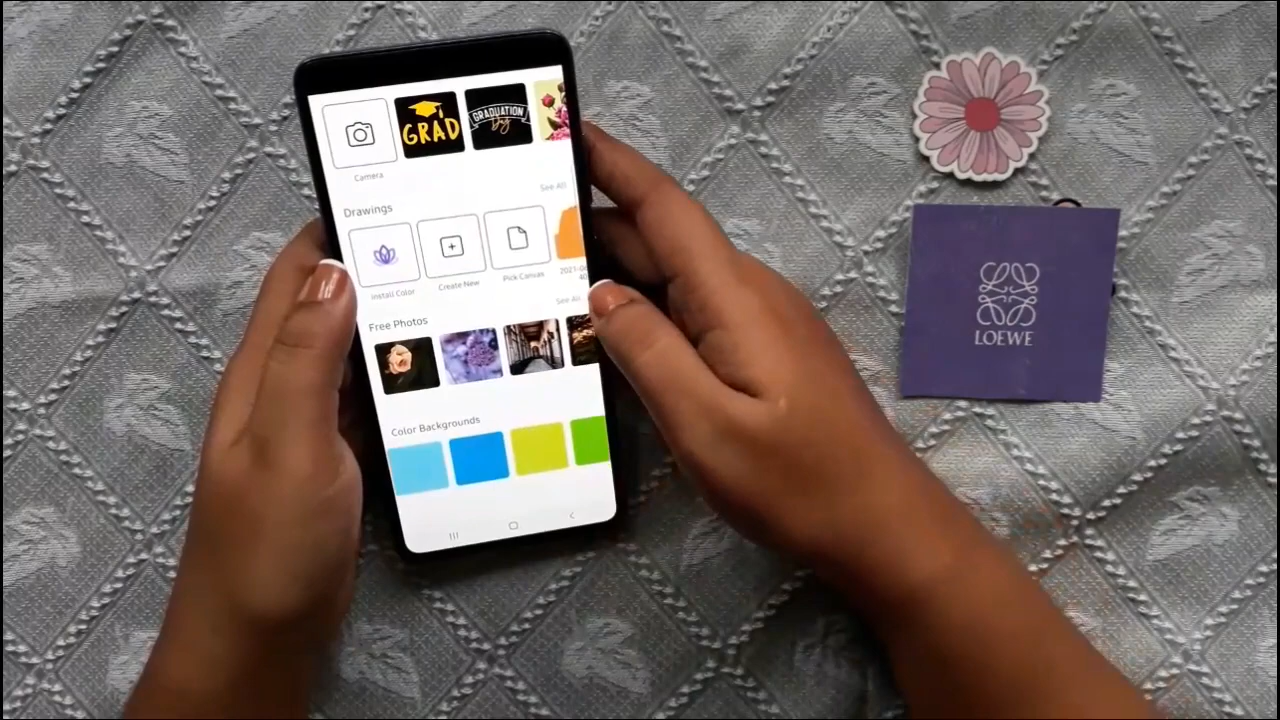 GRAD
GRADUATION
Day
Camera
See All
Drawings
Install Color
Create New
Pick Canvas
See All
Free Photos
Color Backgrounds
LOEWE